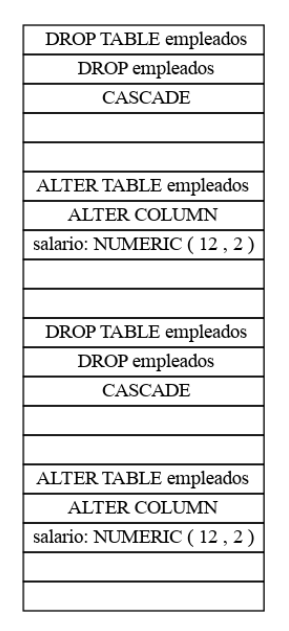 DROP TABLE empleados
DROP empleados
CASCADE
ALTER TABLE empleados
ALTER COLUMN
salario: NUMERIC ( 12 , 2 )
DROP TABLE empleados
DROP empleados
CASCADE
ALTER TABLE empleados
ALTER COLUMN
salario: NUMERIC ( 12 , 2 )